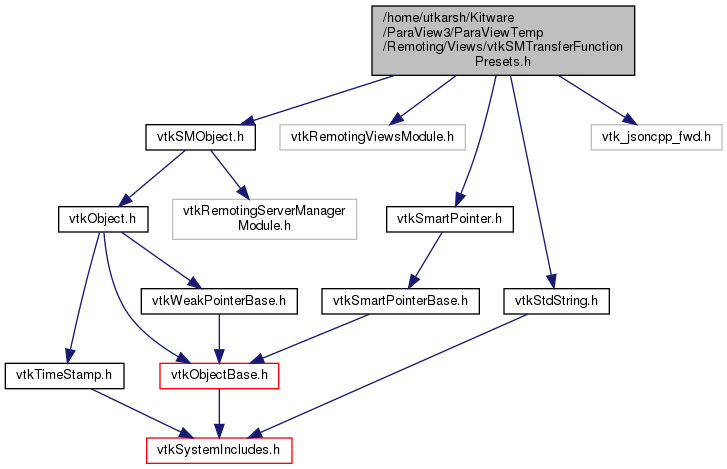 /home/utkarsh/Kitware
/ParaView3/ParaViewTemp
/Remoting/Views/vtkSMTransferFunction
Presets.h
vtkSMObject.h
vtkRemotingViewsModule.h
vtk_jsoncpp_fwd.h
vtkObject.h
vtkRemotingServerManager
Module.h
vtkSmartPointer.h
vtkWeakPointerBase.h
vtkSmartPointerBase.h
vtkStdString.h
vtkTimeStamp.h
vtkObjectBase.h
vtkSystemIncludes.h